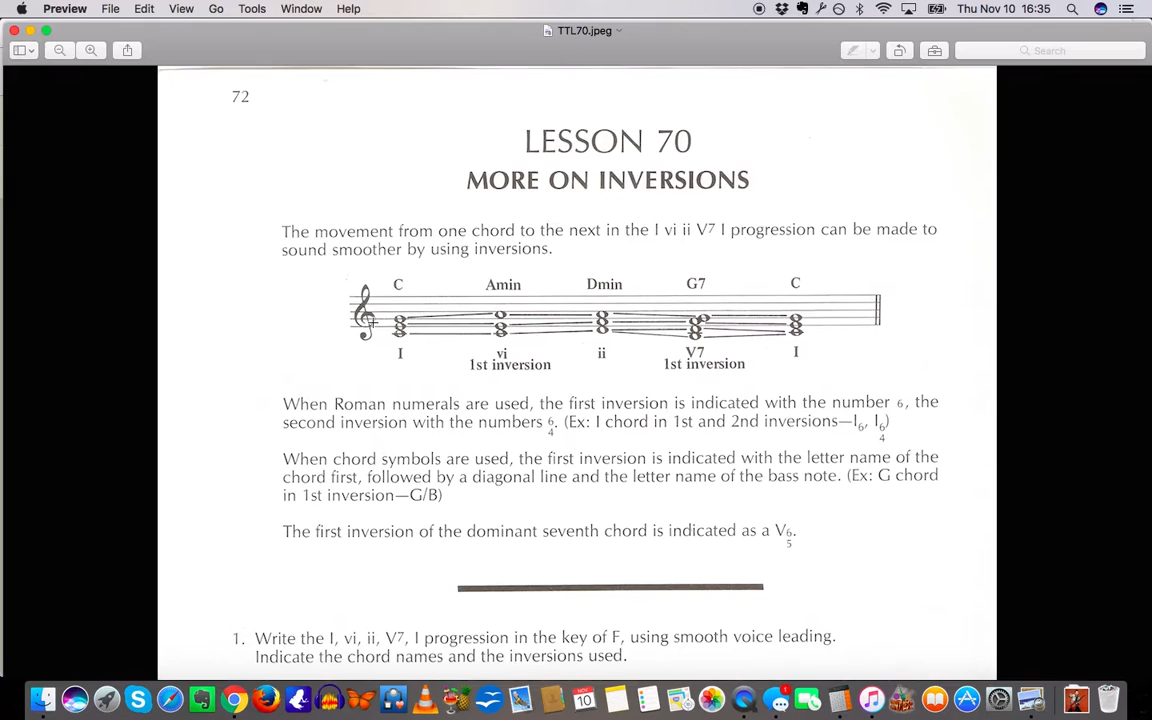 Preview File Edit View Go Tools Window Help Thu Nov 10 16:35
TTL70.jpeg
Search
72
LESSON 70
MORE ON INVERSIONS
The movement from one chord to the next in the I vi ii V7 I progression can be made to
sound smoother by using inversions.
C Amin Dmin G7 C
I vi ii V7 I
1st inversion 1st inversion
When Roman numerals are used, the first inversion is indicated with the number 6, the
second inversion with the numbers 6/4. (Ex: I chord in 1st and 2nd inversions—I6, I6/4)
When chord symbols are used, the first inversion is indicated with the letter name of the
chord first, followed by a diagonal line and the letter name of the bass note. (Ex: G chord
in 1st inversion—G/B)
The first inversion of the dominant seventh chord is indicated as a V6/5.
1. Write the I, vi, ii, V7, I progression in the key of F, using smooth voice leading.
Indicate the chord names and the inversions used.
10
1